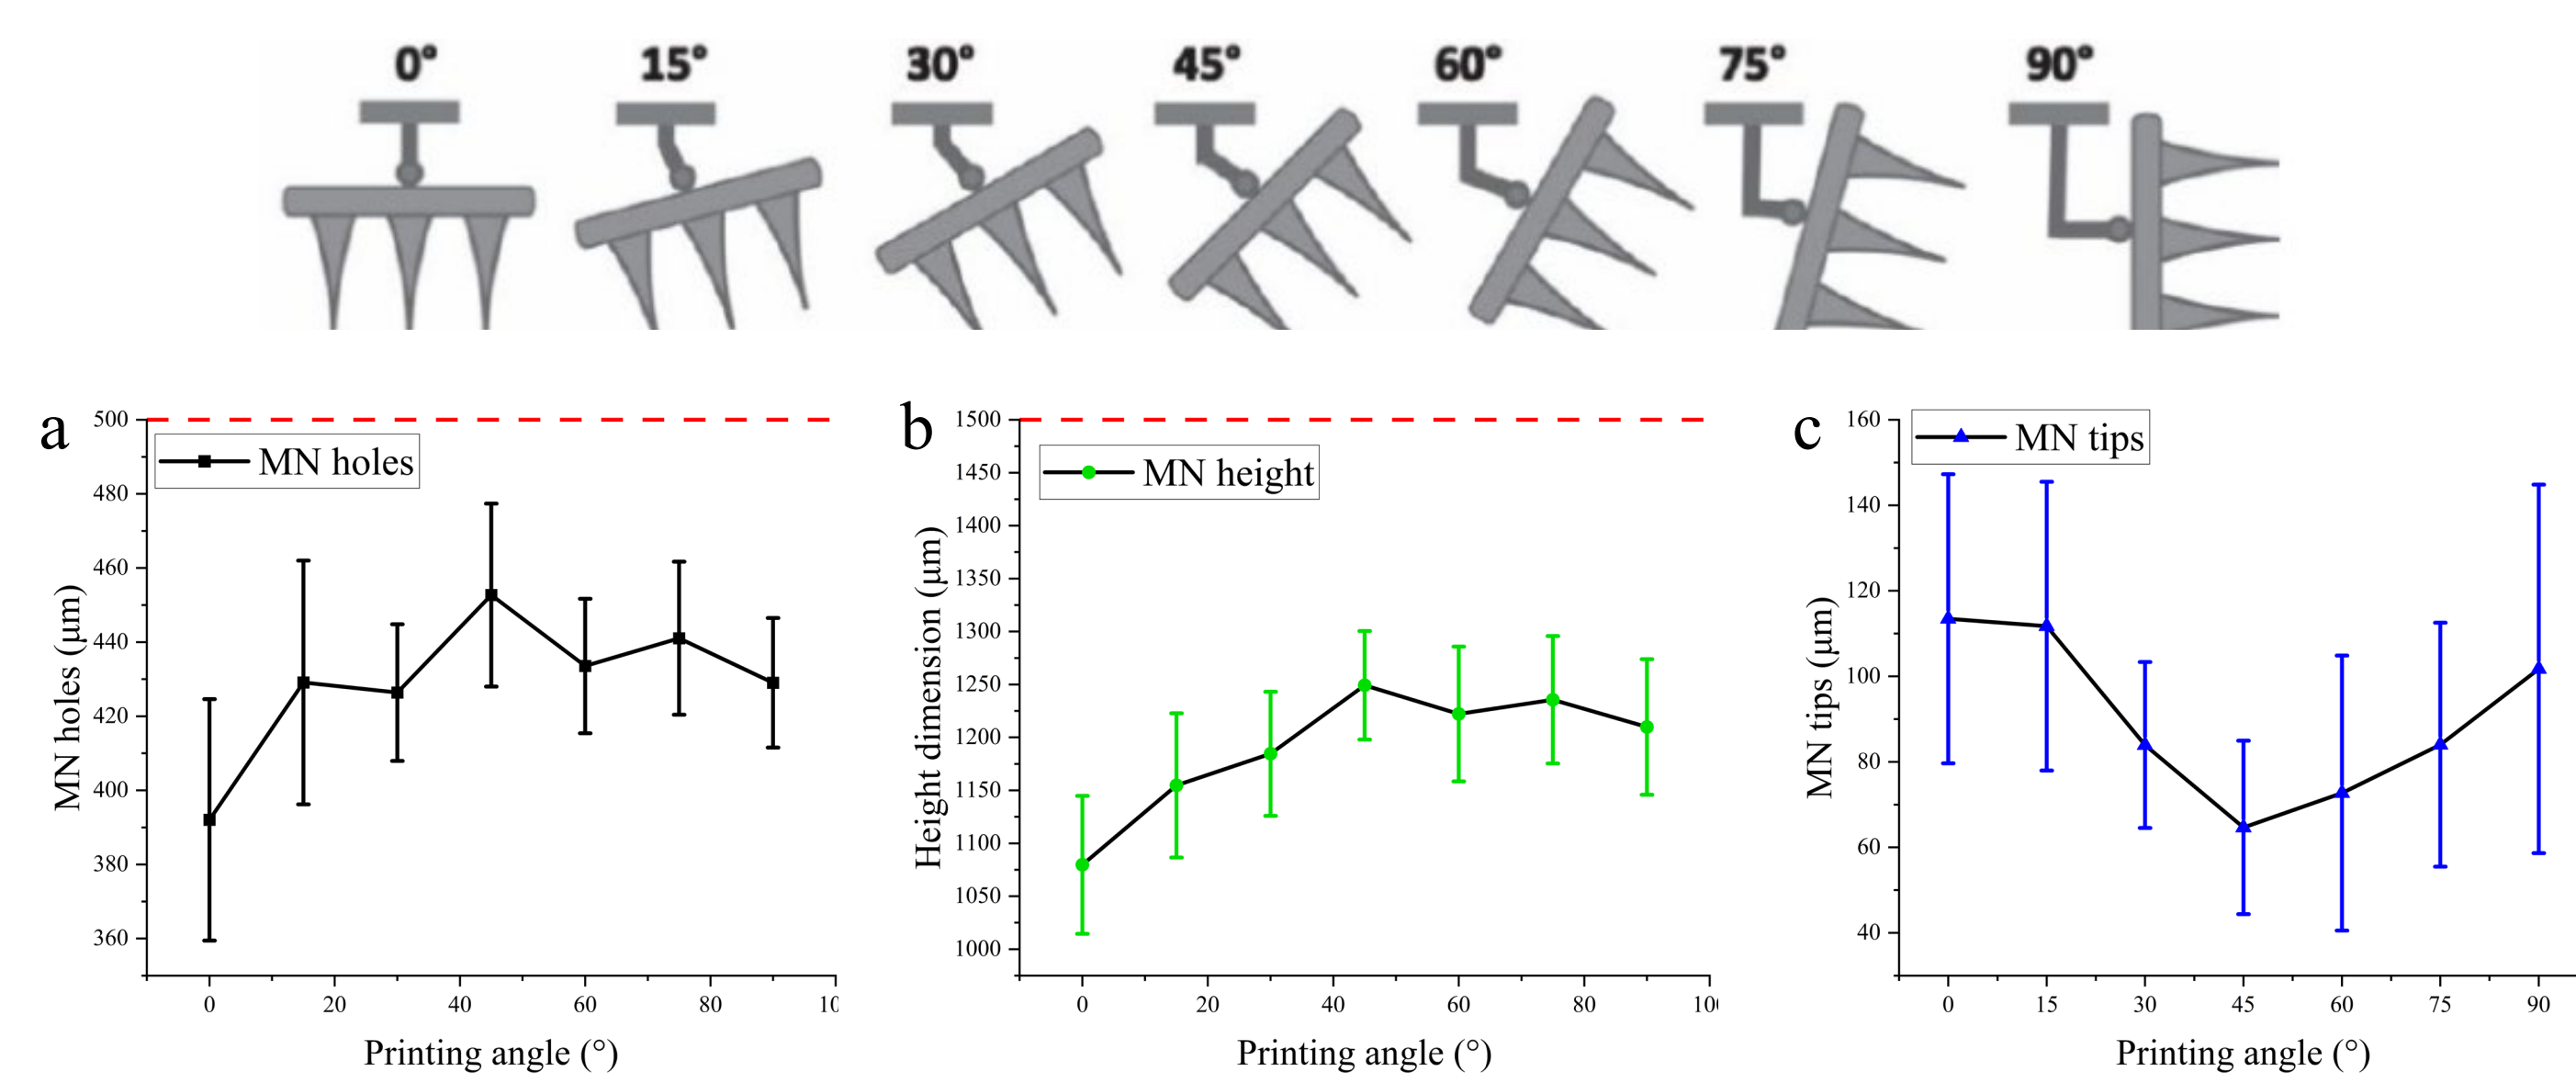 0° 15° 30° 45° 60° 75° 90°
a
500
480
460
440
420
400
380
360
MN holes
MN holes (μm)
0 20 40 60 80 10
Printing angle (°)
b
1500
1450
1400
1350
1300
1250
1200
1150
1100
1050
1000
MN height
Height dimension (μm)
0 20 40 60 80
Printing angle (°)
c
160
140
120
100
80
60
40
MN tips
MN tips (μm)
0 15 30 45 60 75 90
Printing angle (°)